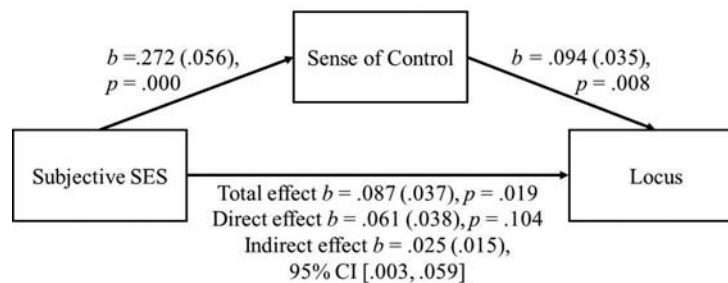 b =.272 (.056),
p = .000
Sense of Control
b = .094 (.035)
p = .008
Subjective SES
Locus
Total effect b = .087 (.037), p = .019
Direct effect b = .061 (.038), p = .104
Indirect effect b = .025 (.015),
95% CI [.003, .059]